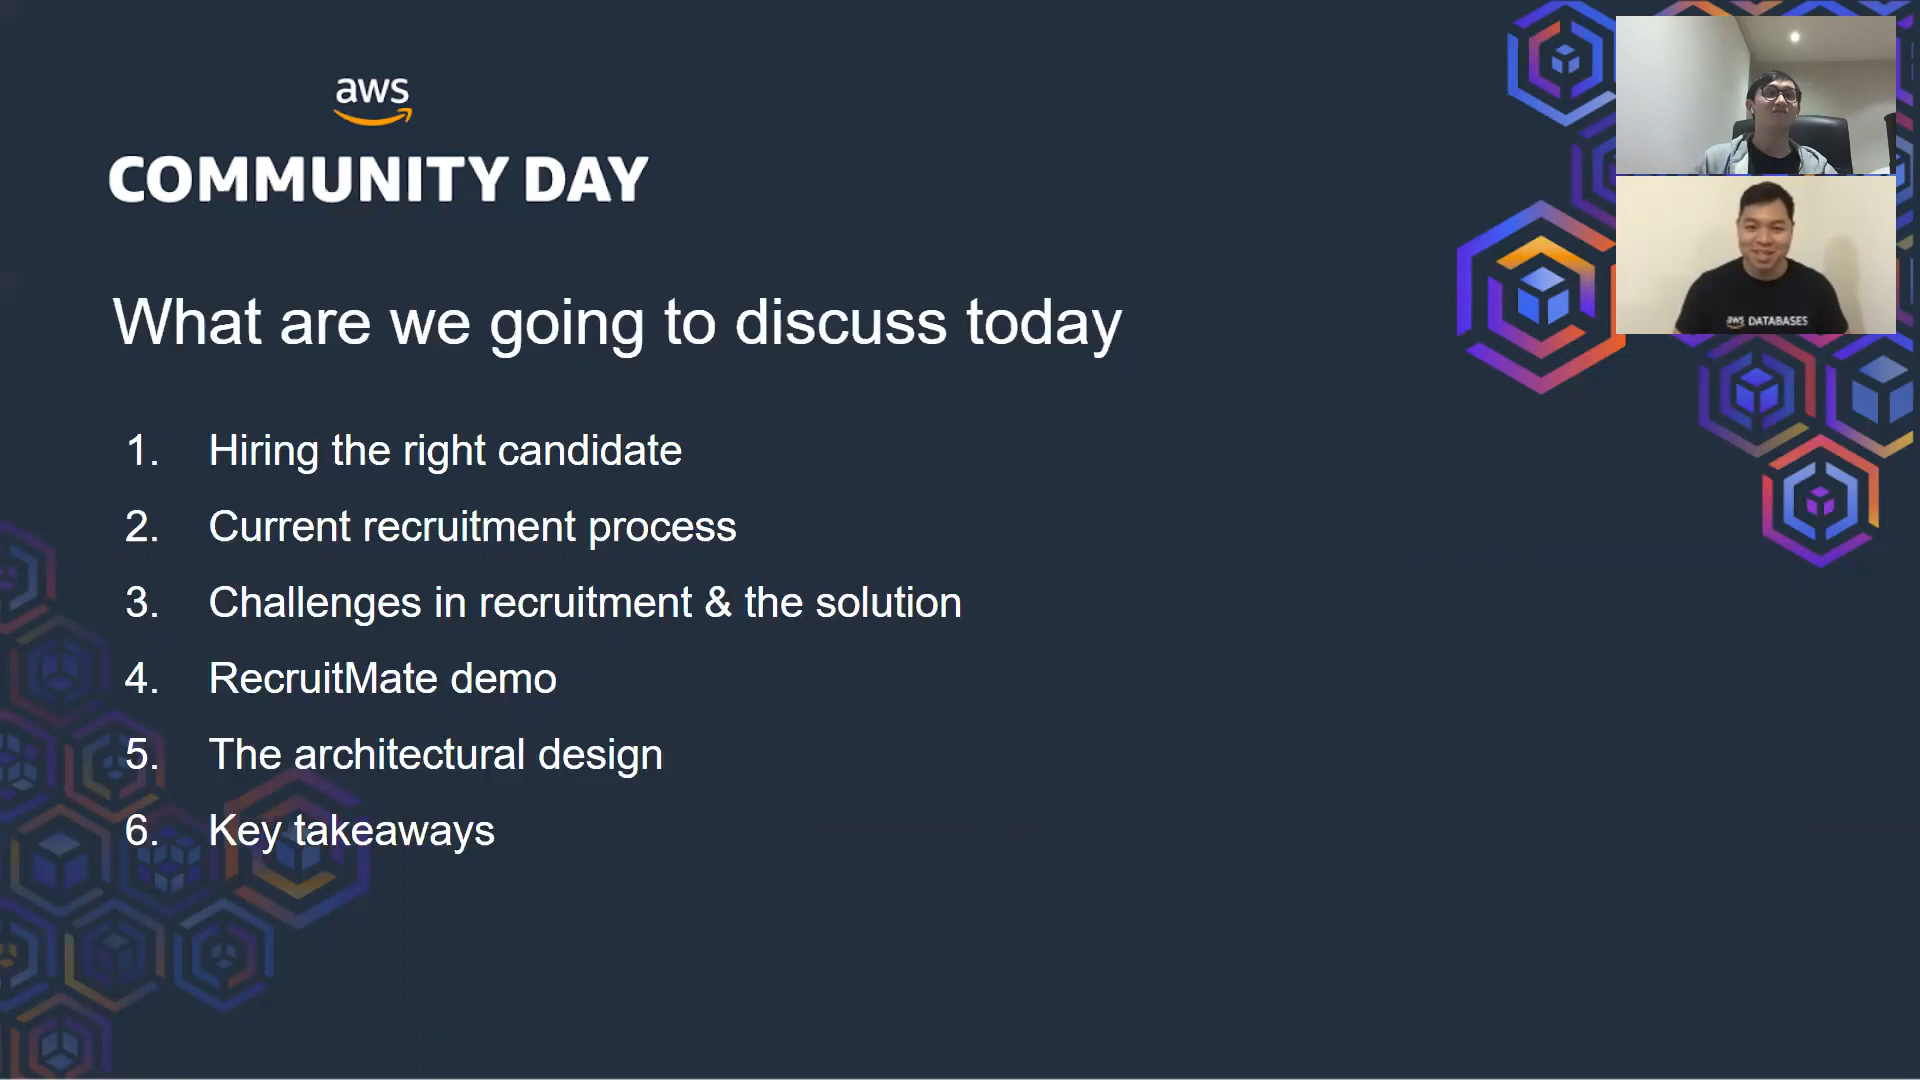 aws
COMMUNITY DAY
What are we going to discuss today
1. Hiring the right candidate
2. Current recruitment process
3. Challenges in recruitment & the solution
4. RecruitMate demo
5. The architectural design
6. Key takeaways
aws DATABASES